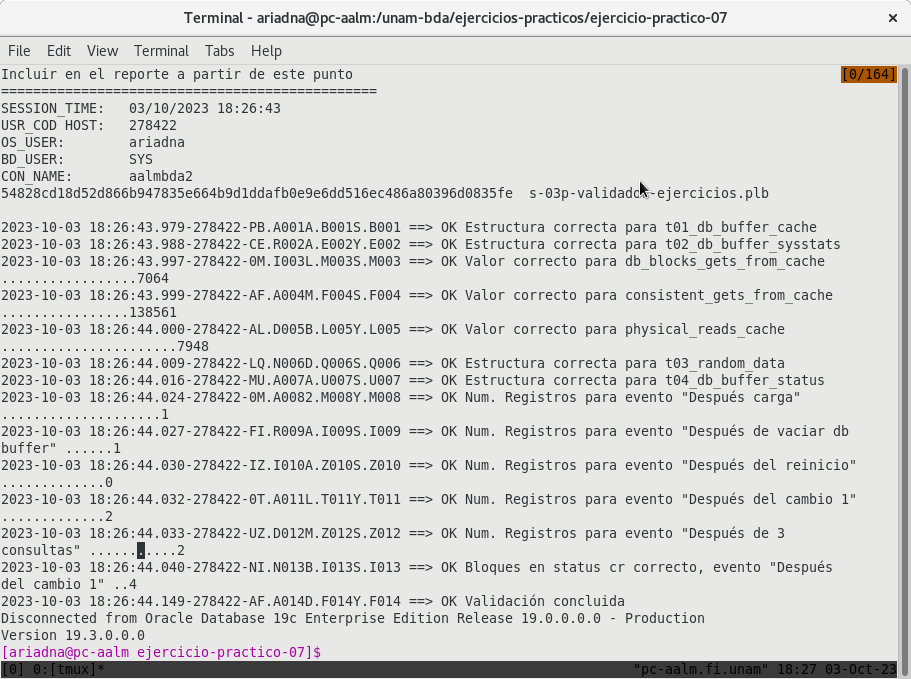 Terminal - ariadna@pc-aalm:/unam-bda/ejercicios-practicos/ejercicio-practico-07 ×
File Edit View Terminal Tabs Help
Incluir en el reporte a partir de este punto [0/164]
===============================================
SESSION_TIME: 03/10/2023 18:26:43
USR_COD HOST: 278422
OS_USER: ariadna
BD_USER: SYS
CON_NAME: aalmbda2
54828cd18d52d866b947835e664b9d1ddafb0e9e6dd516ec486a80396d0835fe s-03p-validador-ejercicios.plb
2023-10-03 18:26:43.979-278422-PB.A001A.B001S.B001 ==> OK Estructura correcta para t01_db_buffer_cache
2023-10-03 18:26:43.988-278422-CE.R002A.E002Y.E002 ==> OK Estructura correcta para t02_db_buffer_sysstats
2023-10-03 18:26:43.997-278422-0M.I003L.M003S.M003 ==> OK Valor correcto para db_blocks_gets_from_cache
.................7064
2023-10-03 18:26:43.999-278422-AF.A004M.F004S.F004 ==> OK Valor correcto para consistent_gets_from_cache
................138561
2023-10-03 18:26:44.000-278422-AL.D005B.L005Y.L005 ==> OK Valor correcto para physical_reads_cache
......................7948
2023-10-03 18:26:44.009-278422-LQ.N006D.Q006S.Q006 ==> OK Estructura correcta para t03_random_data
2023-10-03 18:26:44.016-278422-MU.A007A.U007S.U007 ==> OK Estructura correcta para t04_db_buffer_status
2023-10-03 18:26:44.024-278422-0M.A0082.M008Y.M008 ==> OK Num. Registros para evento "Después carga"
....................1
2023-10-03 18:26:44.027-278422-FI.R009A.I009S.I009 ==> OK Num. Registros para evento "Después de vaciar db
buffer" ......1
2023-10-03 18:26:44.030-278422-IZ.I010A.Z010S.Z010 ==> OK Num. Registros para evento "Después del reinicio"
.............0
2023-10-03 18:26:44.032-278422-0T.A011L.T011Y.T011 ==> OK Num. Registros para evento "Después del cambio 1"
.............2
2023-10-03 18:26:44.033-278422-UZ.D012M.Z012S.Z012 ==> OK Num. Registros para evento "Después de 3
consultas" ...........2
2023-10-03 18:26:44.040-278422-NI.N013B.I013S.I013 ==> OK Bloques en status cr correcto, evento "Después
del cambio 1" ..4
2023-10-03 18:26:44.149-278422-AF.A014D.F014Y.F014 ==> OK Validación concluida
Disconnected from Oracle Database 19c Enterprise Edition Release 19.0.0.0.0 - Production
Version 19.3.0.0.0
[ariadna@pc-aalm ejercicio-practico-07]$
[0] 0:[tmux]* "pc-aalm.fi.unam" 18:27 03-Oct-23